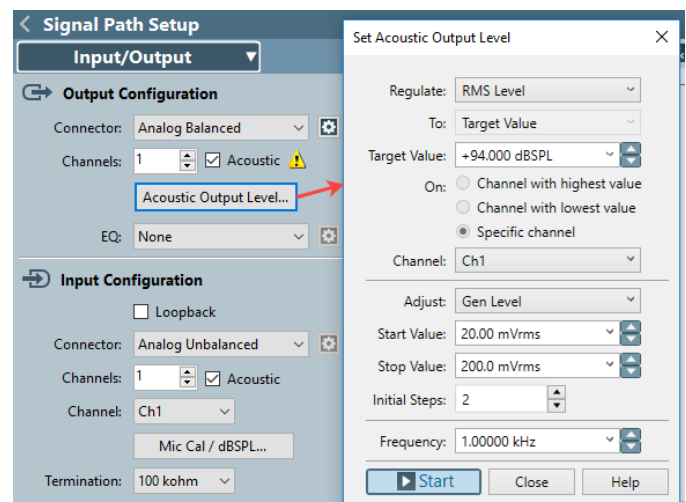 Signal Path Setup
Input/Output
Output Configuration
Connector: Analog Balanced
Channels: 1 Acoustic
Acoustic Output Level...
EQ: None
Input Configuration
Loopback
Connector: Analog Unbalanced
Channels: 1 Acoustic
Channel: Ch1
Mic Cal / dBSPL...
Termination: 100 kohm
Set Acoustic Output Level
Regulate: RMS Level
To: Target Value
Target Value: +94.000 dBSPL
On: Channel with highest value
Channel with lowest value
Specific channel
Channel: Ch1
Adjust: Gen Level
Start Value: 20.00 mVrms
Stop Value: 200.0 mVrms
Initial Steps: 2
Frequency: 1.00000 kHz
Start Close Help